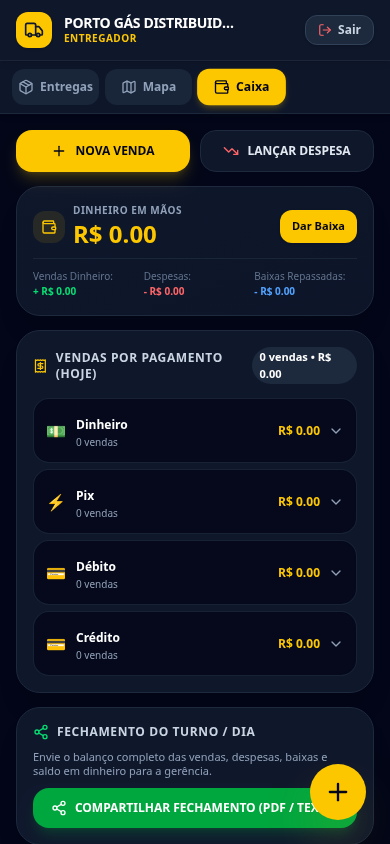 PORTO GÁS DISTRIBUID...
ENTREGADOR
Sair
Entregas
Mapa
Caixa
NOVA VENDA
LANÇAR DESPESA
DINHEIRO EM MÃOS
R$ 0.00
Dar Baixa
Vendas Dinheiro:
Despesas:
Baixas Repassadas:
+ R$ 0.00
- R$ 0.00
- R$ 0.00
VENDAS POR PAGAMENTO
(HOJE)
0 vendas • R$
0.00
Dinheiro
0 vendas
R$ 0.00
Pix
0 vendas
R$ 0.00
Débito
0 vendas
R$ 0.00
Crédito
0 vendas
R$ 0.00
FECHAMENTO DO TURNO / DIA
Envie o balanço completo das vendas, despesas, baixas e
saldo em dinheiro para a gerência.
COMPARTILHAR FECHAMENTO (PDF /